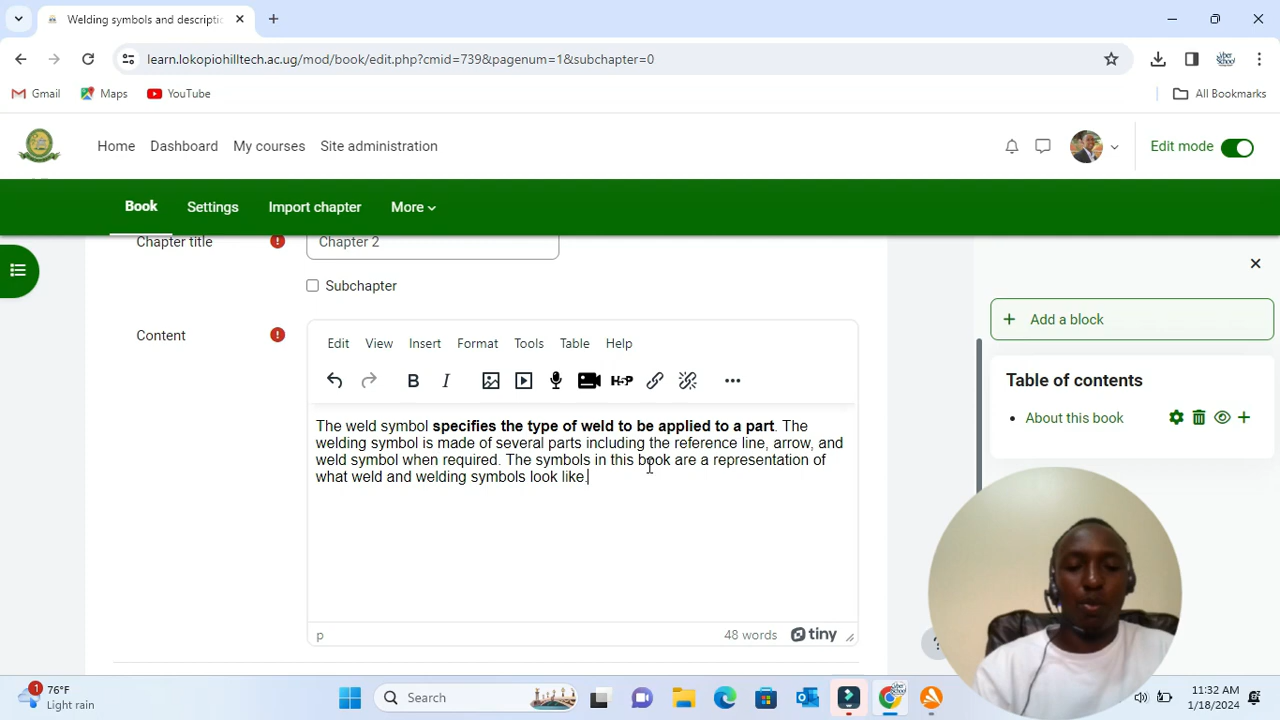 Welding symbols and descripti
learn.lokopiohilltech.ac.ug/mod/book/edit.php?cmid=739&pagenum=1&subchapter=0
Gmail Maps YouTube All Bookmarks
Home Dashboard My courses Site administration Edit mode
Book Settings Import chapter More
Chapter title ! Chapter 2
Subchapter
Add a block
Content ! Edit View Insert Format Tools Table Help
B I H-P ...
Table of contents
About this book
The weld symbol specifies the type of weld to be applied to a part. The
welding symbol is made of several parts including the reference line, arrow, and
weld symbol when required. The symbols in this book are a representation of
what weld and welding symbols look like.
p 48 words tiny
?
1 76°F
Light rain
Search
11:32 AM
1/18/2024